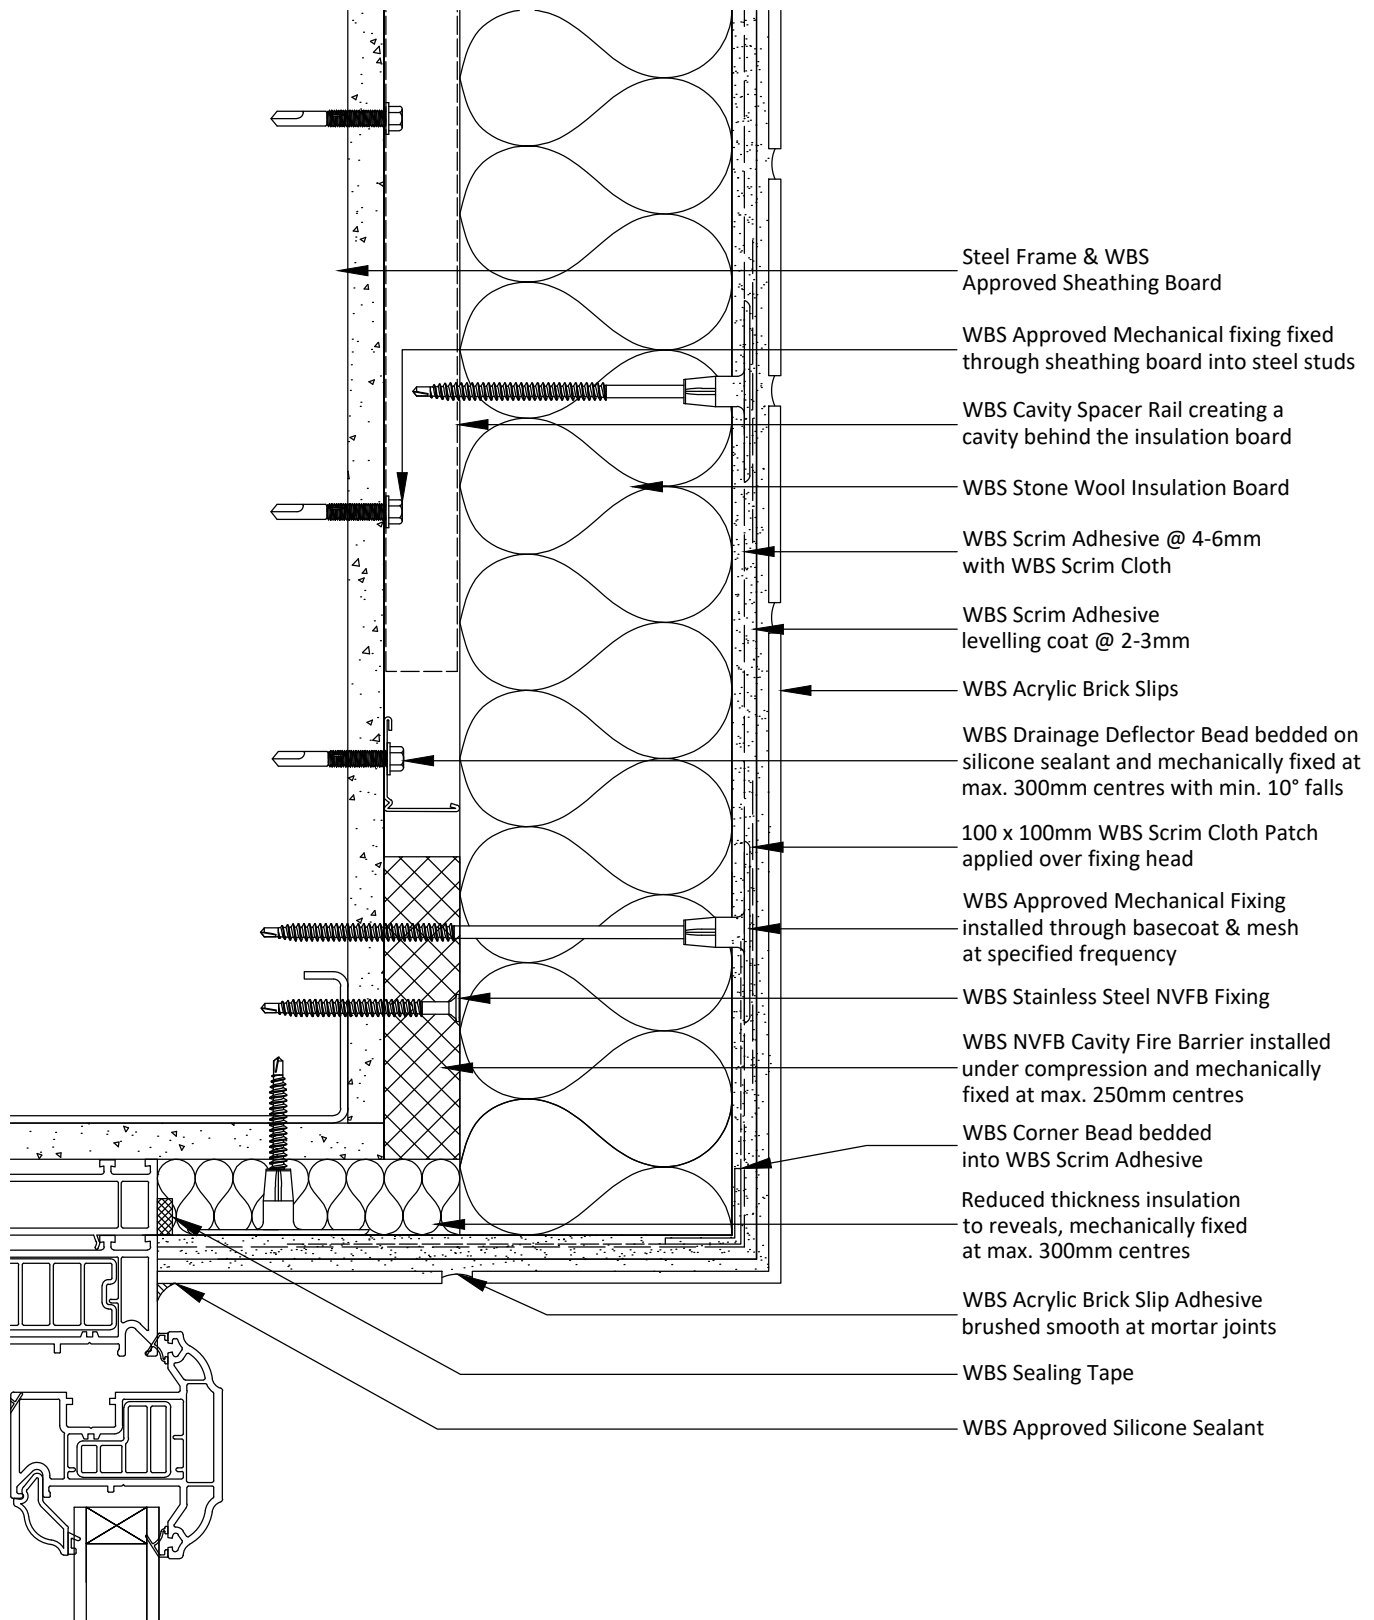 Steel Frame & WBS
Approved Sheathing Board
WBS Approved Mechanical fixing fixed
through sheathing board into steel studs
WBS Cavity Spacer Rail creating a
cavity behind the insulation board
WBS Stone Wool Insulation Board
WBS Scrim Adhesive @ 4-6mm
with WBS Scrim Cloth
WBS Scrim Adhesive
levelling coat @ 2-3mm
WBS Acrylic Brick Slips
WBS Drainage Deflector Bead bedded on
silicone sealant and mechanically fixed at
max. 300mm centres with min. 10° falls
100 x 100mm WBS Scrim Cloth Patch
applied over fixing head
WBS Approved Mechanical Fixing
installed through basecoat & mesh
at specified frequency
WBS Stainless Steel NVFB Fixing
WBS NVFB Cavity Fire Barrier installed
under compression and mechanically
fixed at max. 250mm centres
WBS Corner Bead bedded
into WBS Scrim Adhesive
Reduced thickness insulation
to reveals, mechanically fixed
at max. 300mm centres
WBS Acrylic Brick Slip Adhesive
brushed smooth at mortar joints
WBS Sealing Tape
WBS Approved Silicone Sealant